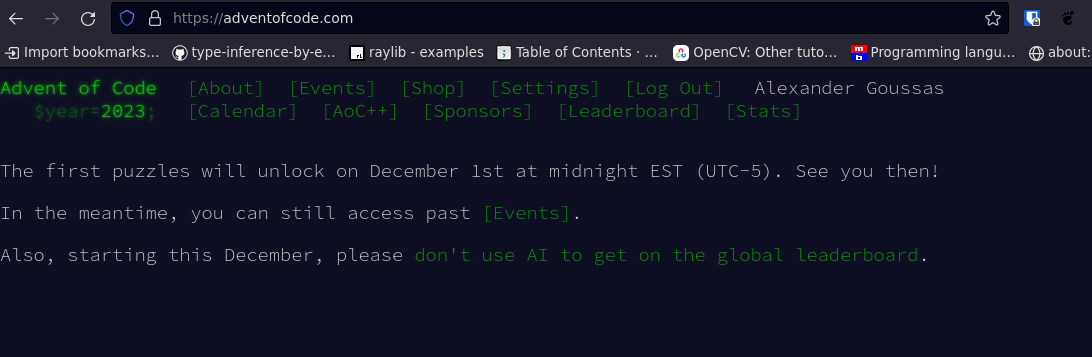 https://adventofcode.com
Import bookmarks... type-inference-by-e... raylib - examples Table of Contents · ... OpenCV: Other tuto... Programming langu... about:
Advent of Code [About] [Events] [Shop] [Settings] [Log Out] Alexander Goussas
$year=2023; [Calendar] [AoC++] [Sponsors] [Leaderboard] [Stats]
The first puzzles will unlock on December 1st at midnight EST (UTC-5). See you then!
In the meantime, you can still access past [Events].
Also, starting this December, please don't use AI to get on the global leaderboard.